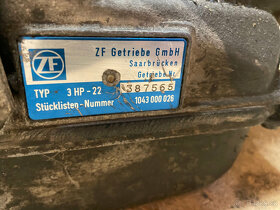 ZF Getriebe GmbH
Saarbrücken
ZF
Getriebe-Nr.
TYP 3 HP-22 387565
Stücklisten-Nummer 1043 000 026